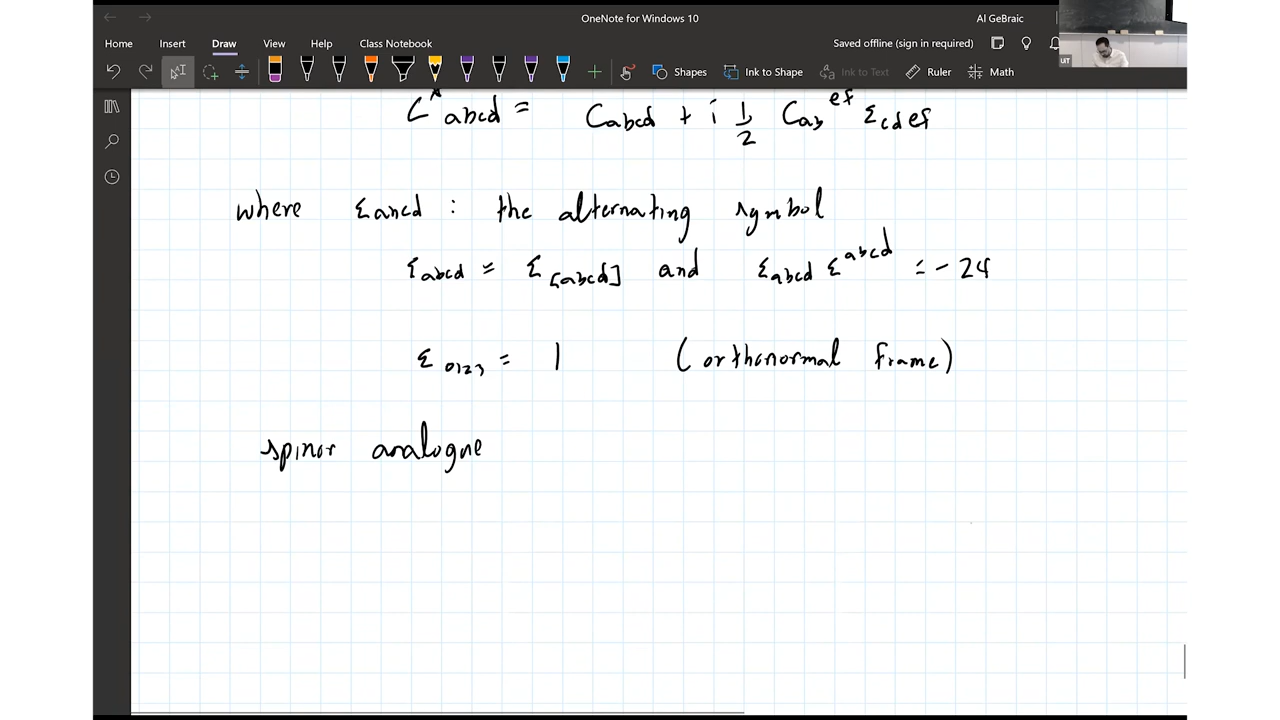 OneNote for Windows 10
Al GeBraic
Home Insert Draw View Help Class Notebook
Saved offline (sign in required)
Shapes Ink to Shape Ink to Text Ruler Math
UiT
C*abcd = Cabcd + i 1/2 Cab^ef εcdef
where εancd : the alternating symbol
εabcd = ε[abcd] and εabcd ε^abcd = -24
ε0123 = 1 (orthonormal frame)
spinor analogue